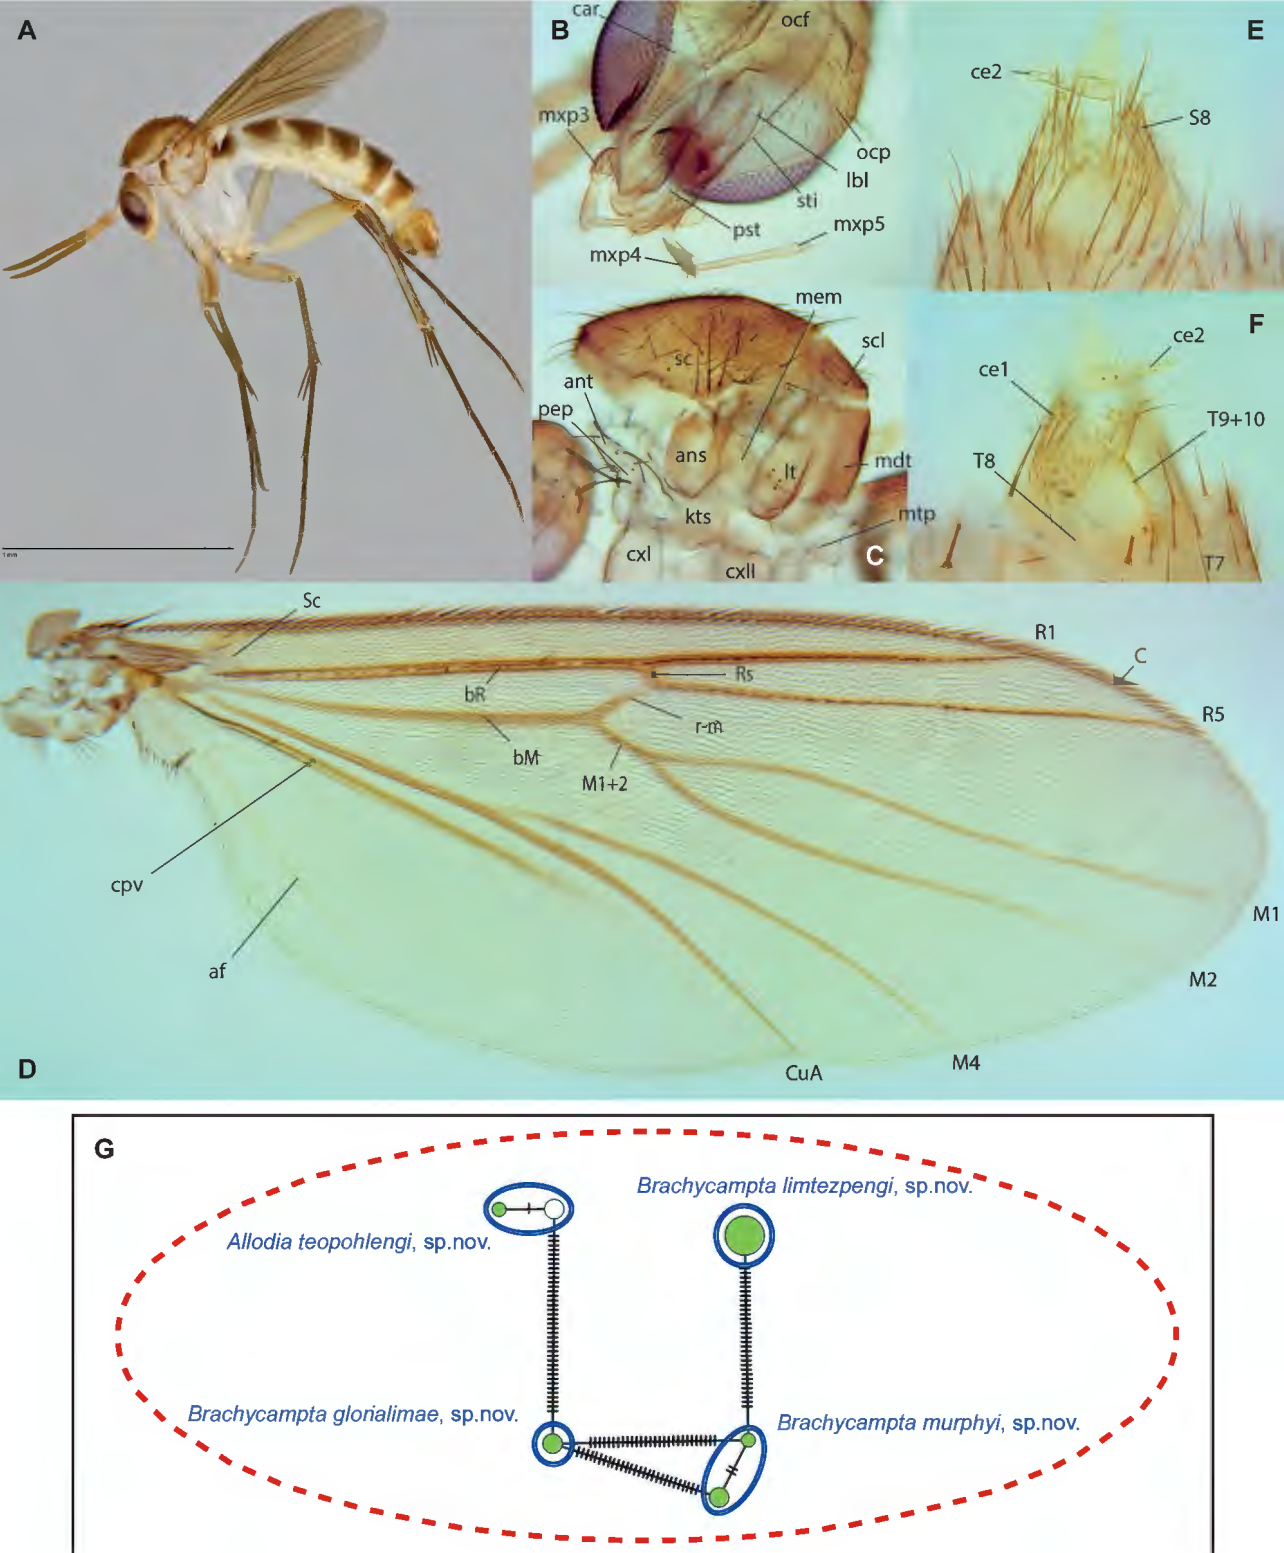 A
B
car
ocf
mxp3
ocp
lbl
sti
pst
mxp5
mxp4
E
ce2
S8
mem
sc
scl
ant
pep
ans
lt
mdt
kts
mtp
cxI
cxII
C
F
ce2
ce1
T9+10
T8
T7
1 mm
Sc
R1
C
Rs
bR
R5
r-m
bM
M1+2
cpv
af
M1
M2
M4
CuA
D
G
Brachycampta limtezpengi, sp.nov.
Allodia teopohlengi, sp.nov.
Brachycampta glorialimae, sp.nov.
Brachycampta murphyi, sp.nov.